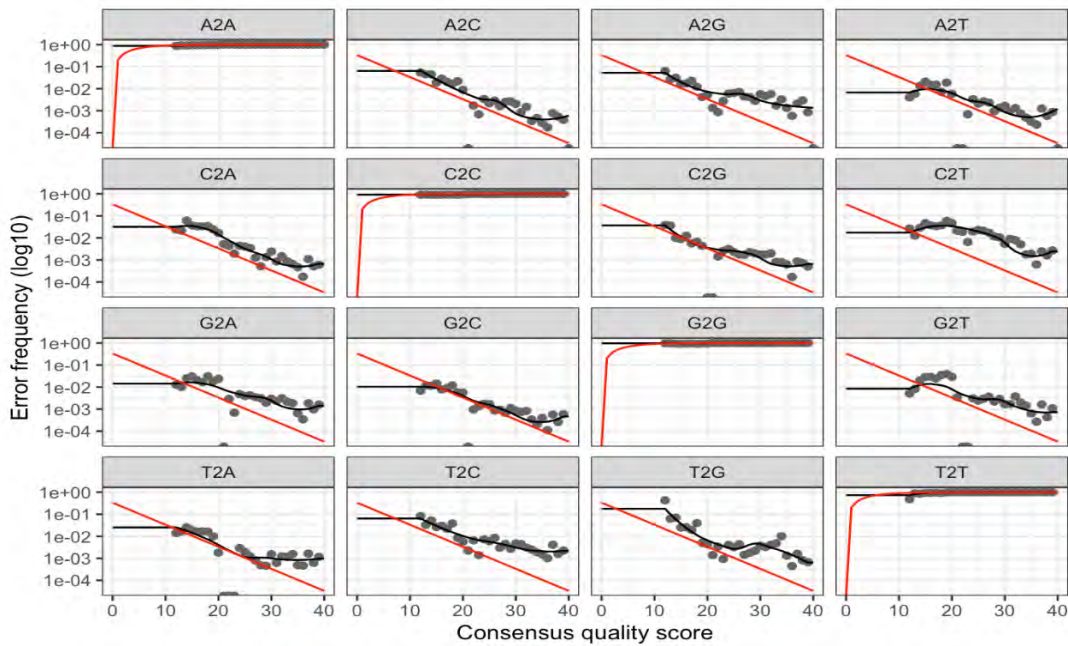 A2A A2C A2G A2T
1e+00
1e-01
1e-02
1e-03
1e-04
C2A C2C C2G C2T
1e+00
1e-01
1e-02
1e-03
1e-04
G2A G2C G2G G2T
1e+00
1e-01
1e-02
1e-03
1e-04
T2A T2C T2G T2T
1e+00
1e-01
1e-02
1e-03
1e-04
0 10 20 30 40 0 10 20 30 40 0 10 20 30 40 0 10 20 30 40
Consensus quality score
Error frequency (log10)